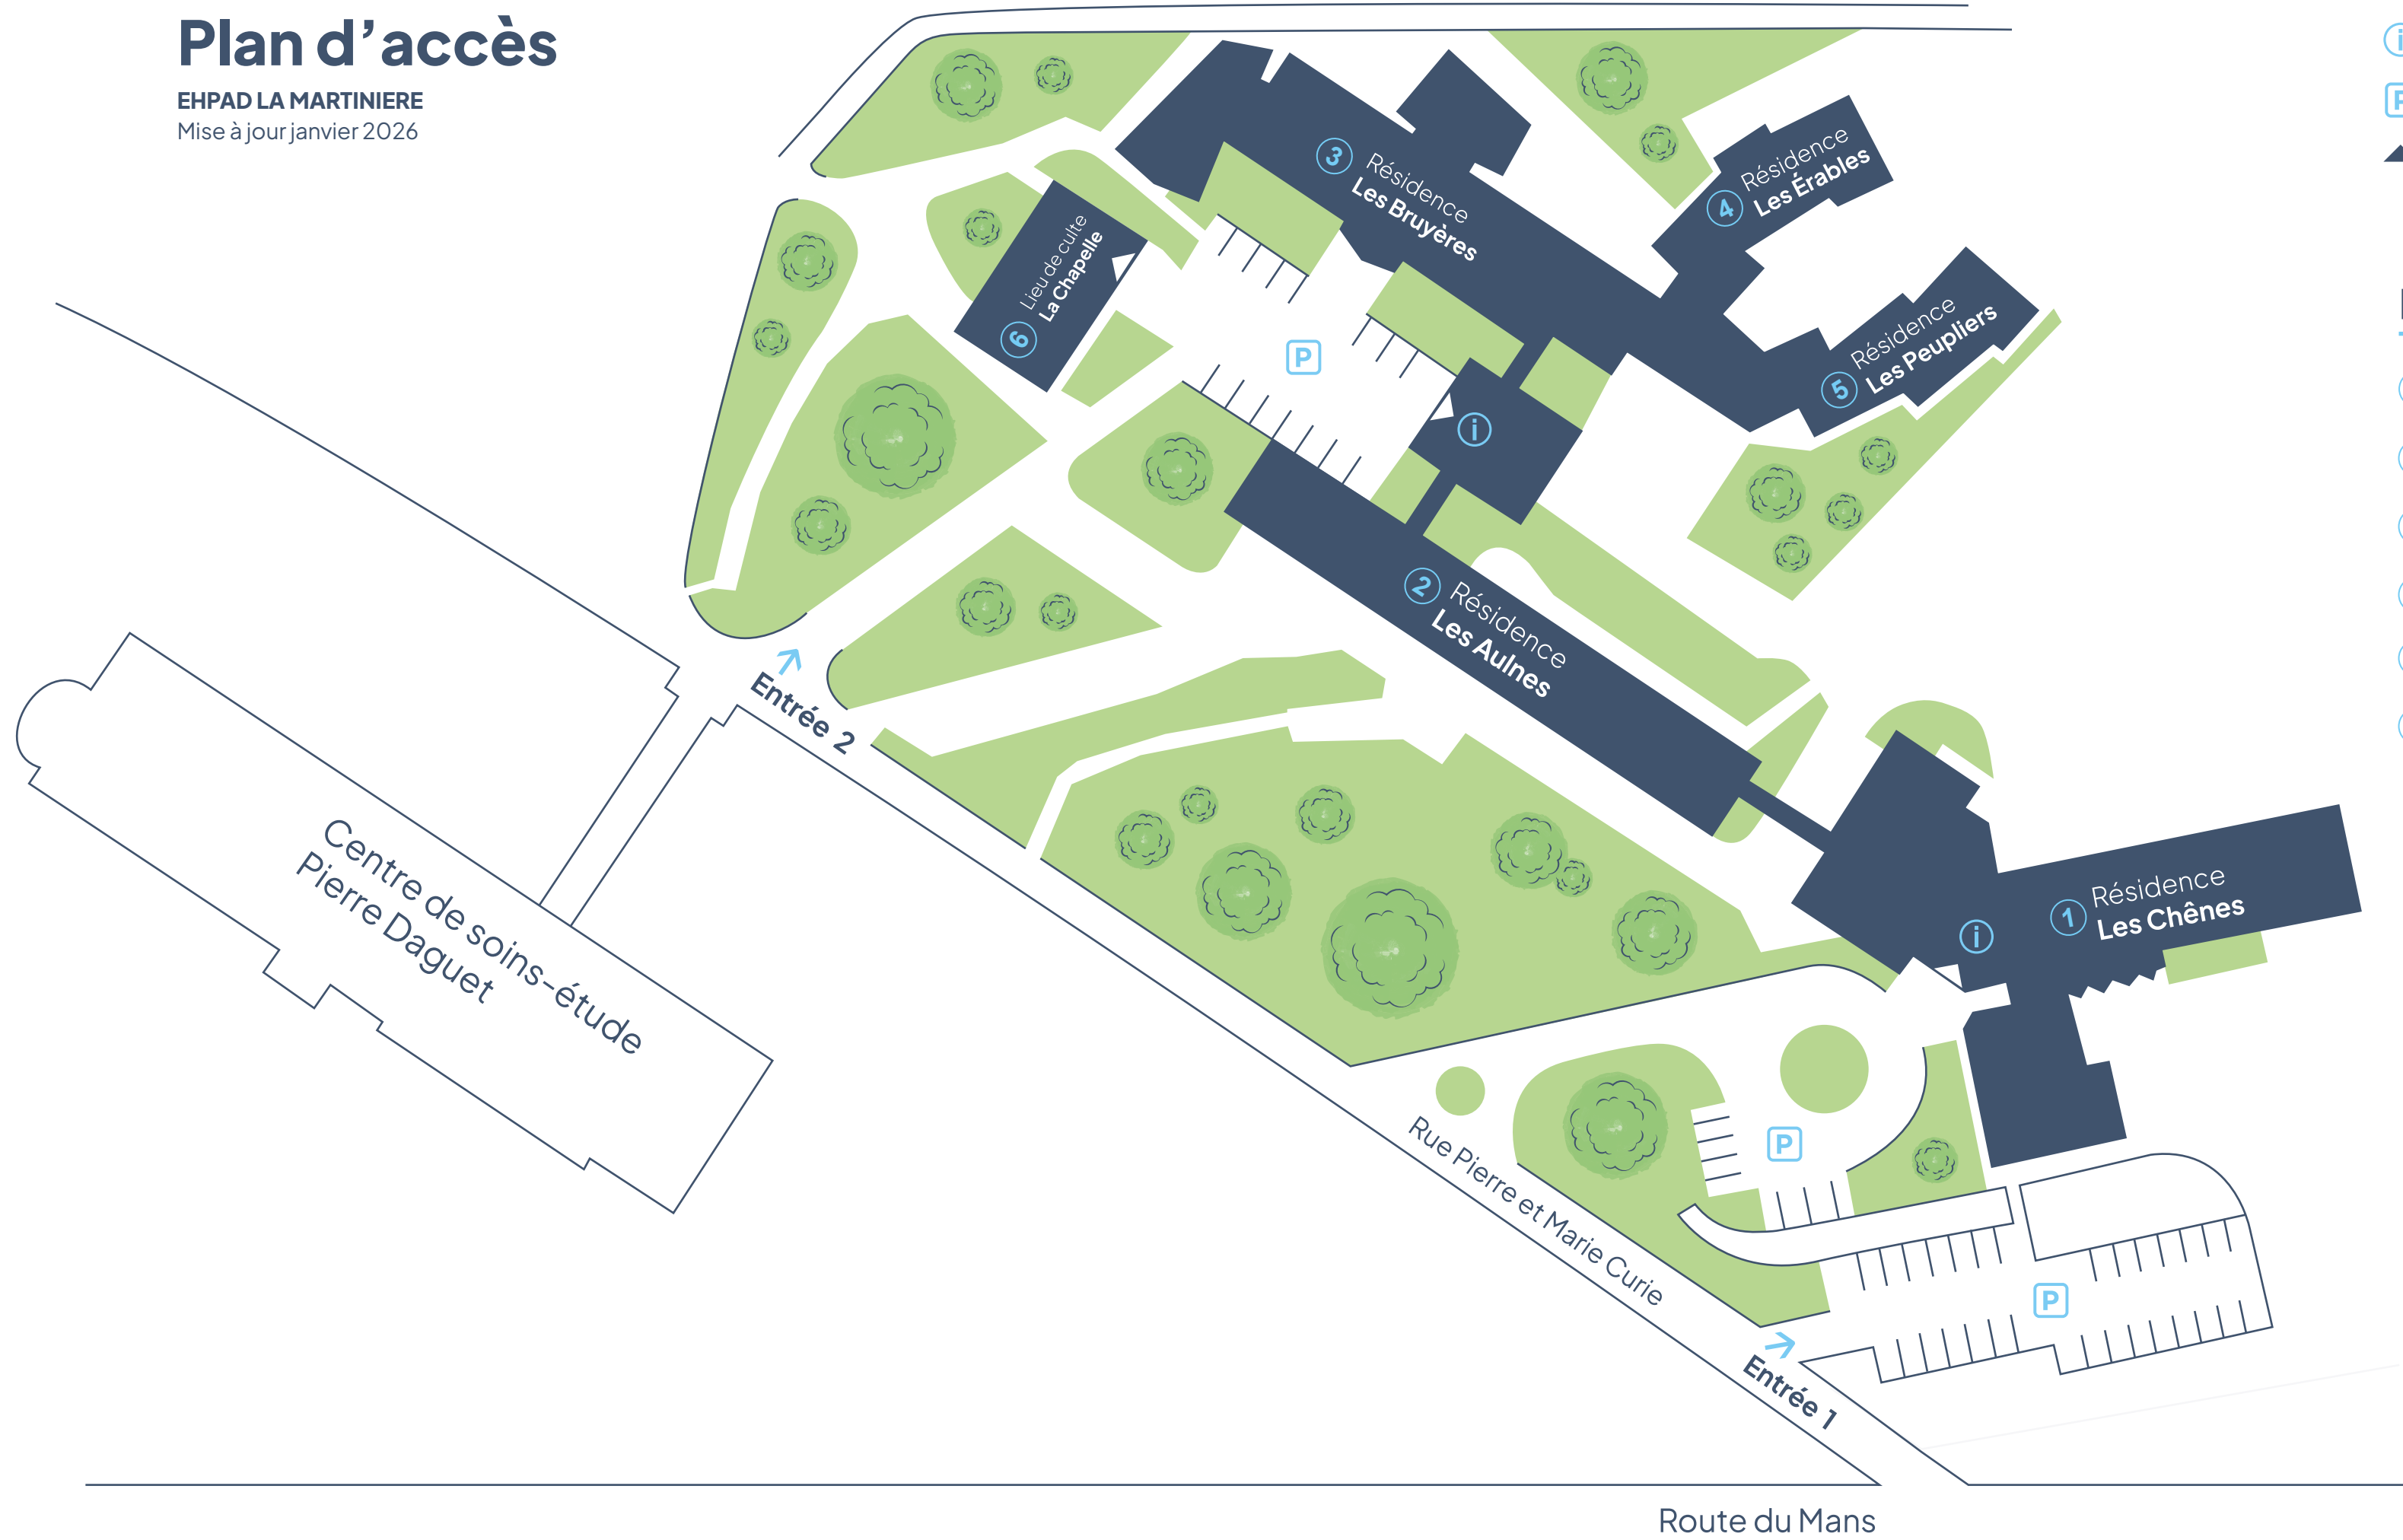 Plan d’accès
EHPAD LA MARTINIERE
Mise à jour janvier 2026
3
Résidence
Les Bruyères
4
Résidence
Les Érables
5
Résidence
Les Peupliers
6
Lieu de culte
La Chapelle
P
i
2
Résidence
Les Aulnes
Entrée 2
Centre de soins-étude
Pierre Daguet
1
Résidence
Les Chênes
i
P
Rue Pierre et Marie Curie
P
Entrée 1
Route du Mans
i
P